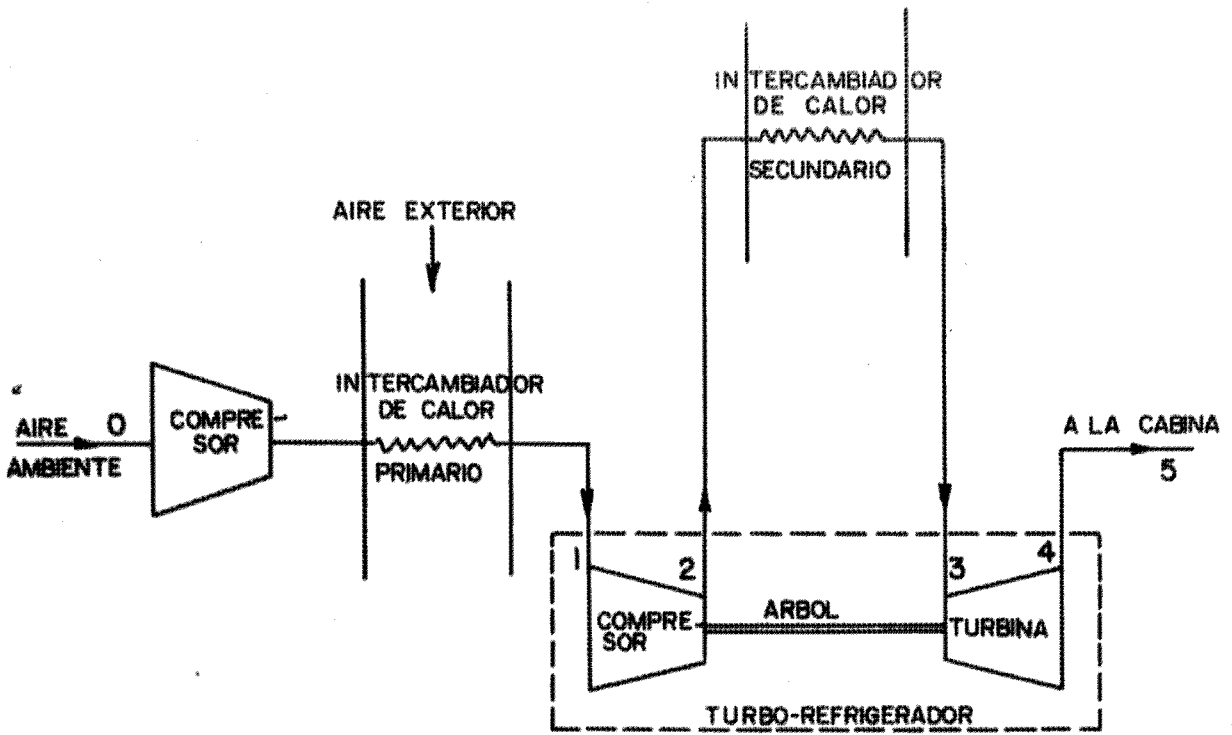 INTERCAMBIADOR
DE CALOR
SECUNDARIO
AIRE EXTERIOR
INTERCAMBIADOR
DE CALOR
PRIMARIO
AIRE
AMBIENTE
0
COMPRE-
SOR
A LA CABINA
5
1
2
3
4
COMPRE-
SOR
ARBOL
TURBINA
TURBO-REFRIGERADOR